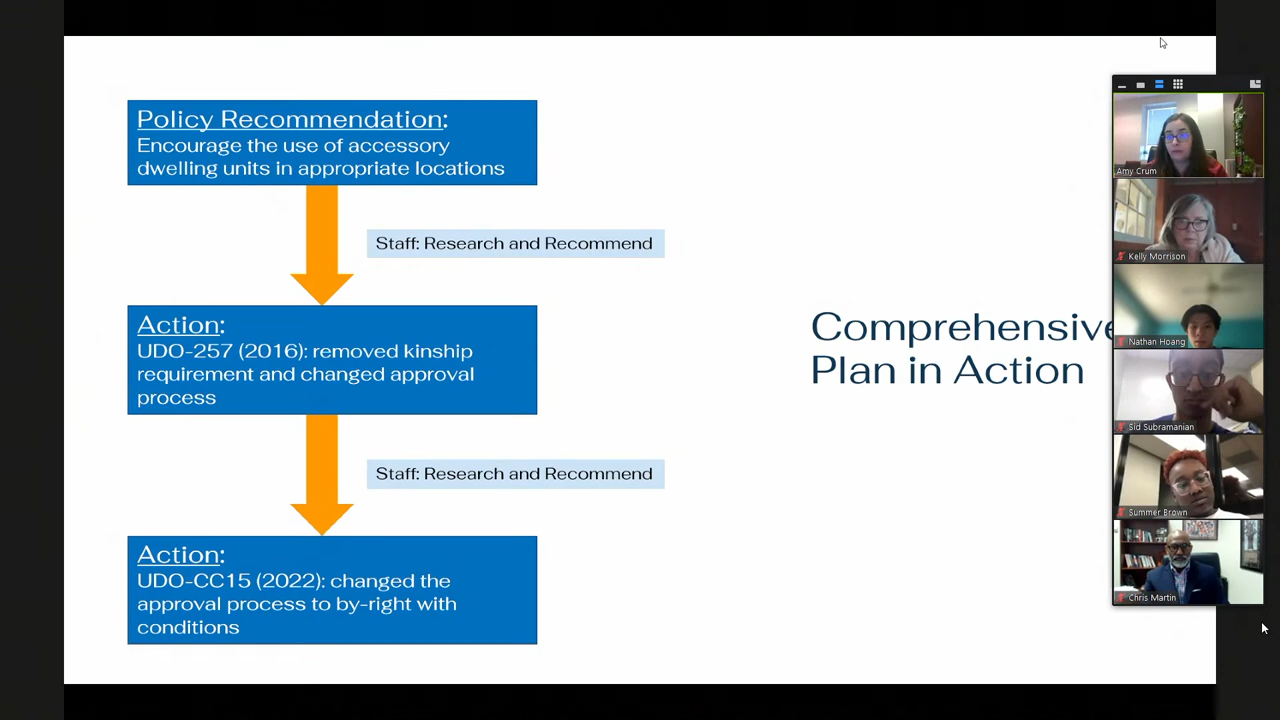 Policy Recommendation:
Encourage the use of accessory
dwelling units in appropriate locations
Staff: Research and Recommend
Action:
UDO-257 (2016): removed kinship
requirement and changed approval
process
Staff: Research and Recommend
Action:
UDO-CC15 (2022): changed the
approval process to by-right with
conditions
Comprehensive
Plan in Action
Amy Crum
Kelly Morrison
Nathan Hoang
Sid Subramanian
Summer Brown
Chris Martin